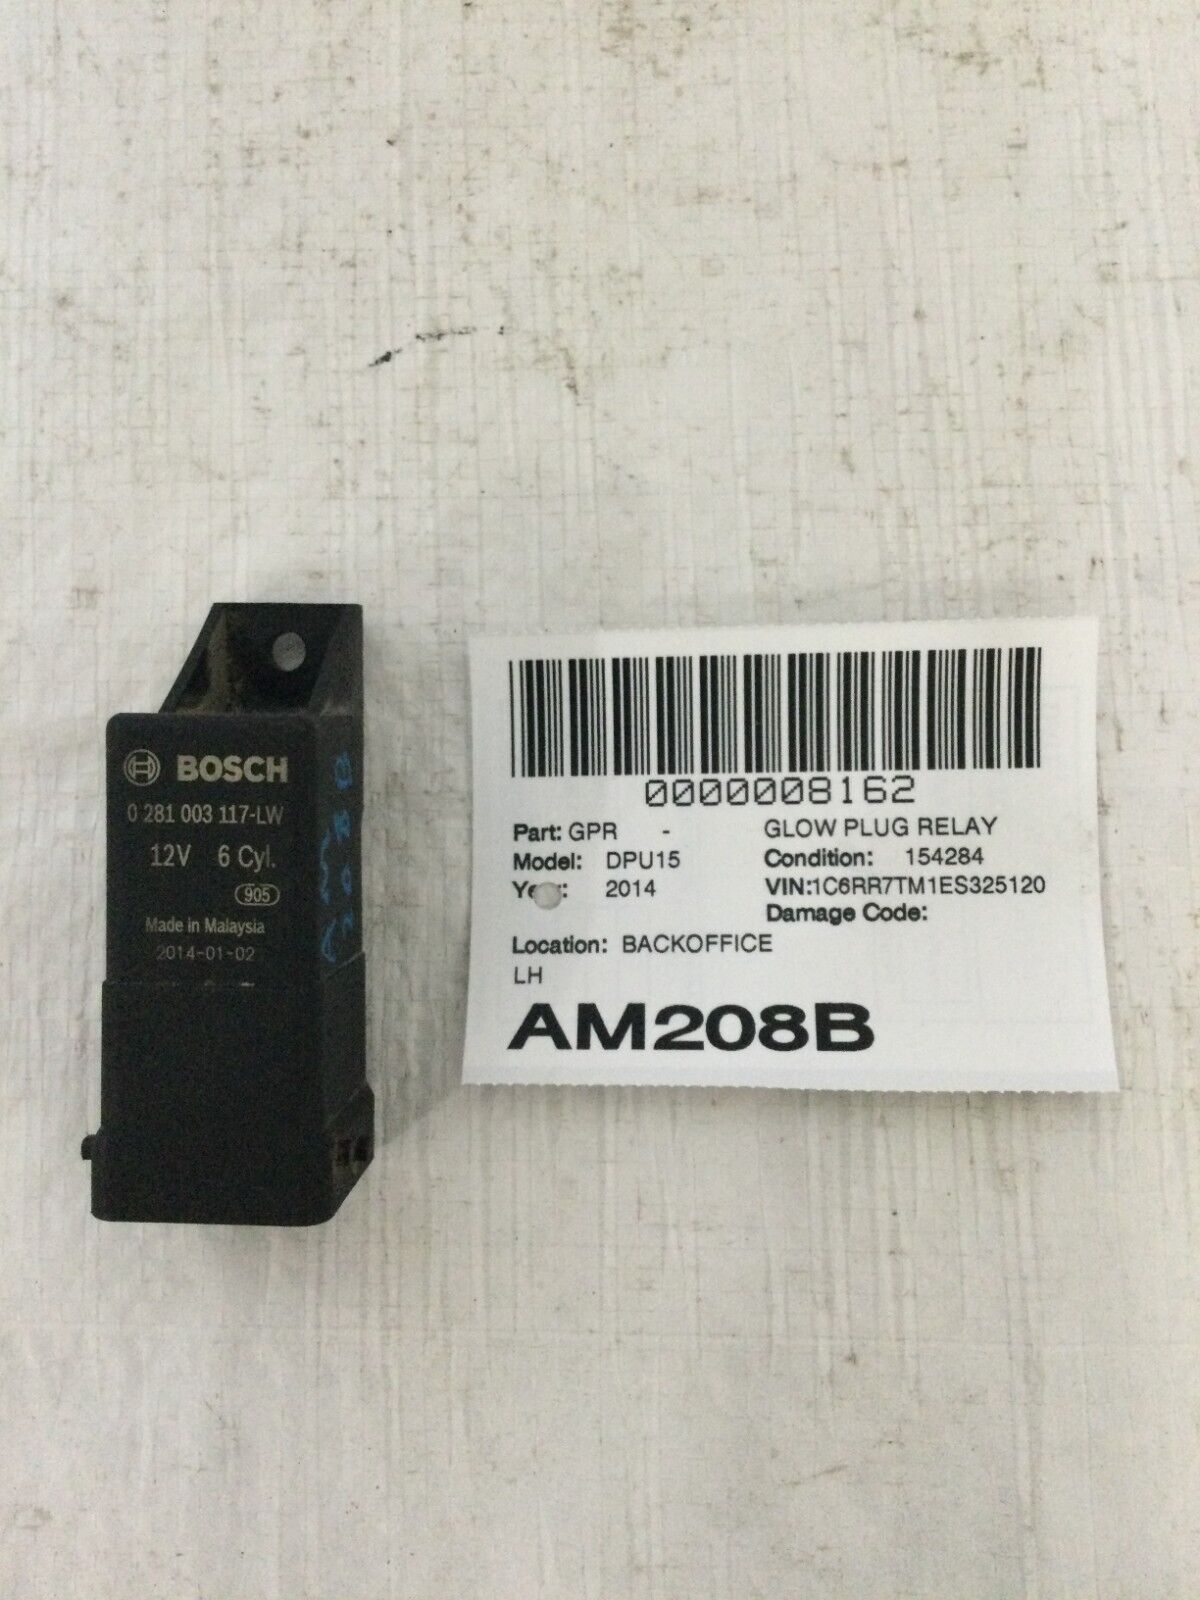 BOSCH
0 281 003 117-LW
12V 6 Cyl.
905
Made in Malaysia
2014-01-02
0000008162
Part: GPR - GLOW PLUG RELAY
Model: DPU15 Condition: 154284
2014 VIN:1C6RR7TM1ES325120
Damage Code:
Location: BACKOFFICE
LH
AM208B